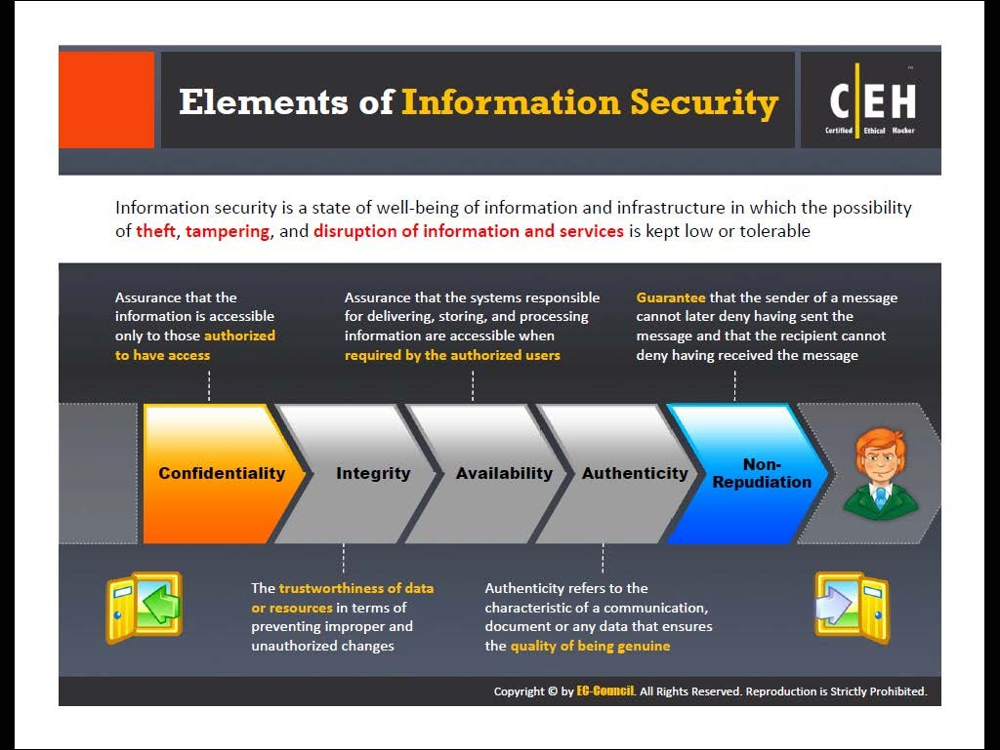 Elements of Information Security
C|EH
Certified Ethical Hacker
Information security is a state of well-being of information and infrastructure in which the possibility
of theft, tampering, and disruption of information and services is kept low or tolerable
Assurance that the
information is accessible
only to those authorized
to have access
Assurance that the systems responsible
for delivering, storing, and processing
information are accessible when
required by the authorized users
Guarantee that the sender of a message
cannot later deny having sent the
message and that the recipient cannot
deny having received the message
Confidentiality
Integrity
Availability
Authenticity
Non-
Repudiation
The trustworthiness of data
or resources in terms of
preventing improper and
unauthorized changes
Authenticity refers to the
characteristic of a communication,
document or any data that ensures
the quality of being genuine
Copyright © by EC-Council. All Rights Reserved. Reproduction is Strictly Prohibited.